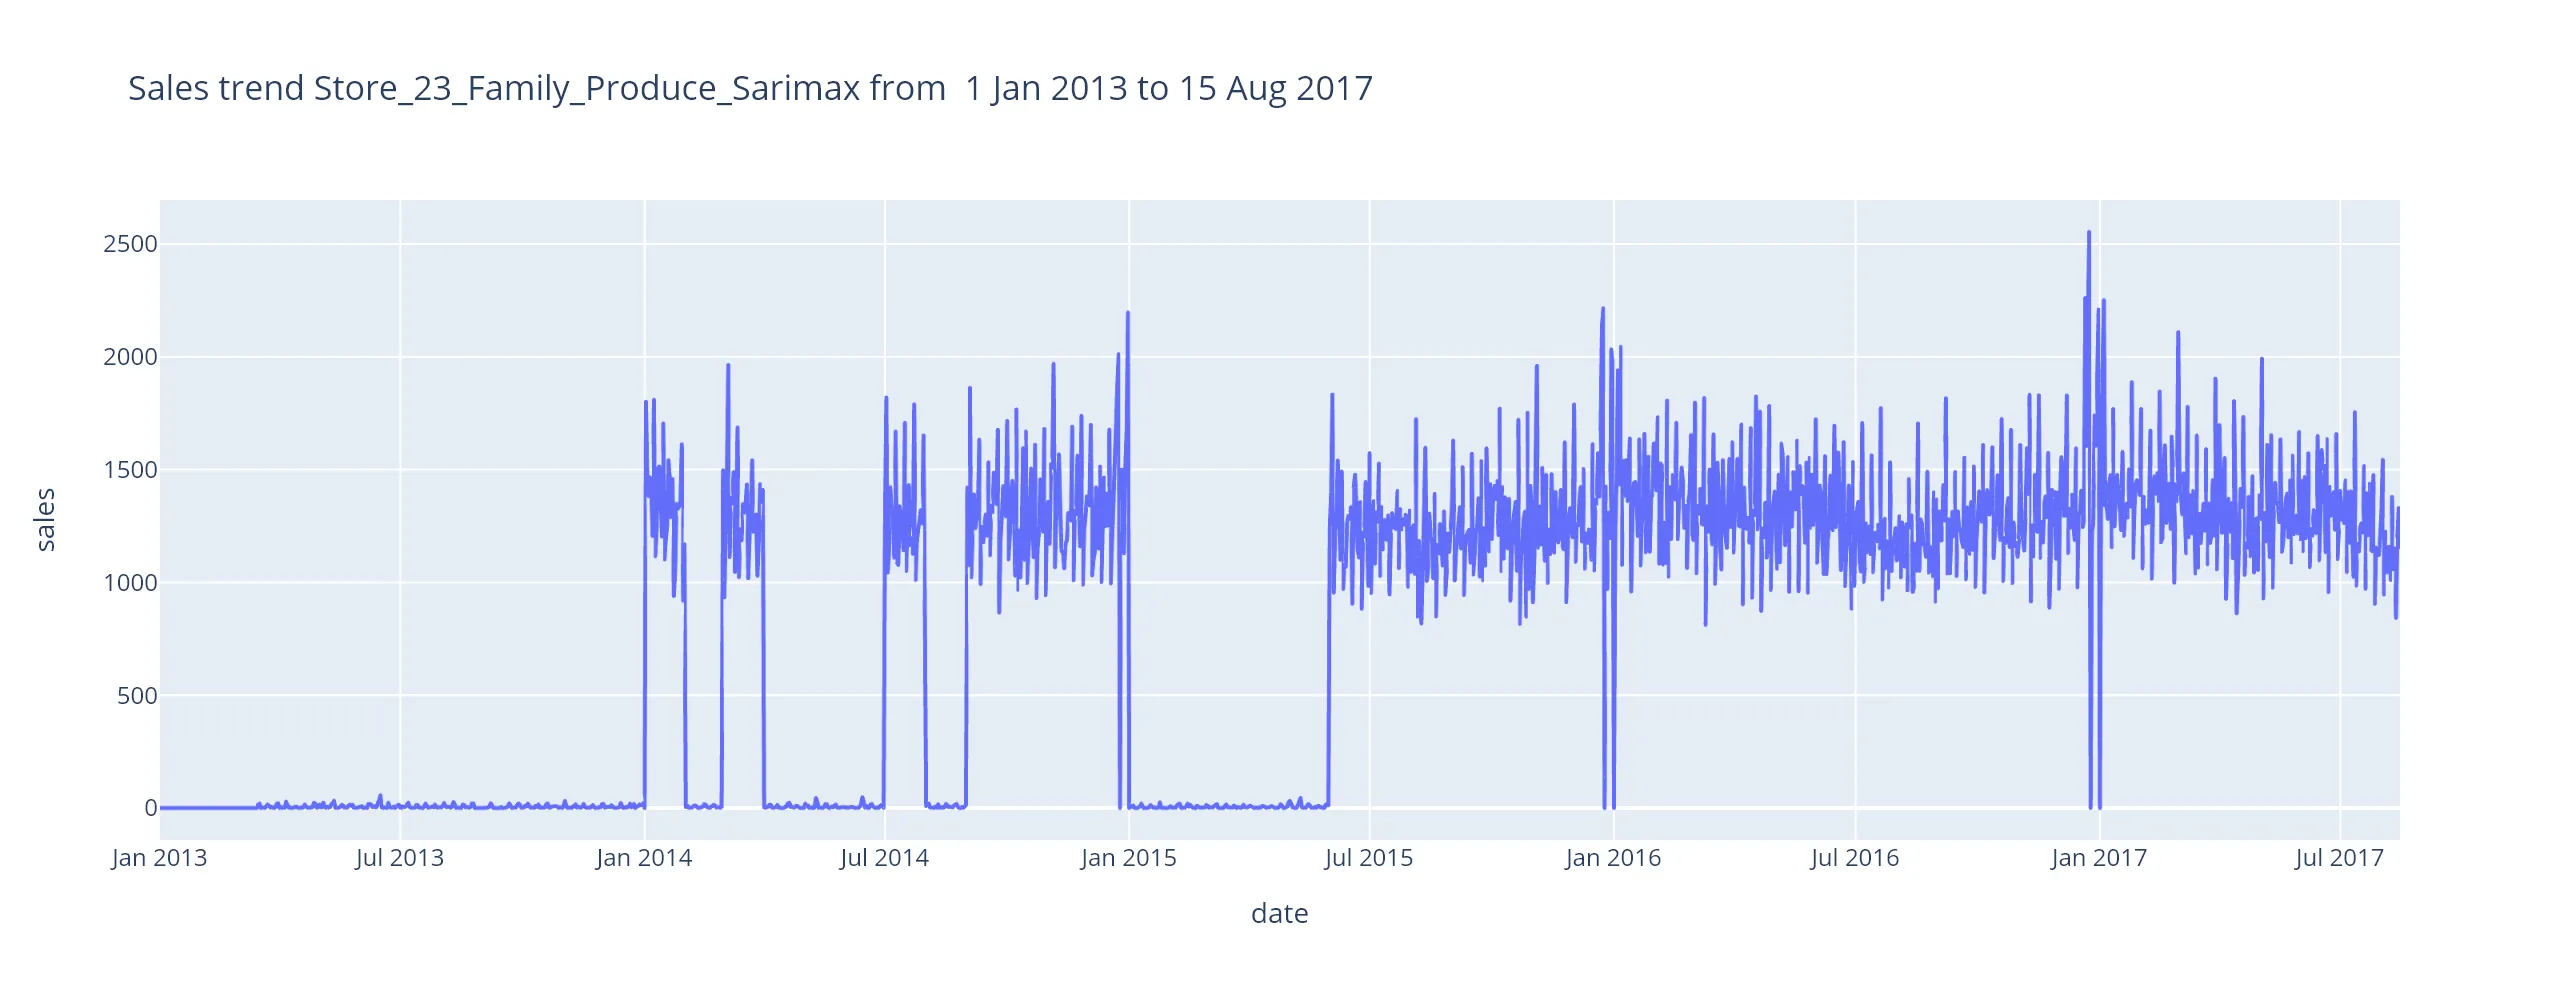 Sales trend Store_23_Family_Produce_Sarimax from  1 Jan 2013 to 15 Aug 2017
2500
2000
1500
1000
500
0
sales
Jan 2013 Jul 2013 Jan 2014 Jul 2014 Jan 2015 Jul 2015 Jan 2016 Jul 2016 Jan 2017 Jul 2017
date